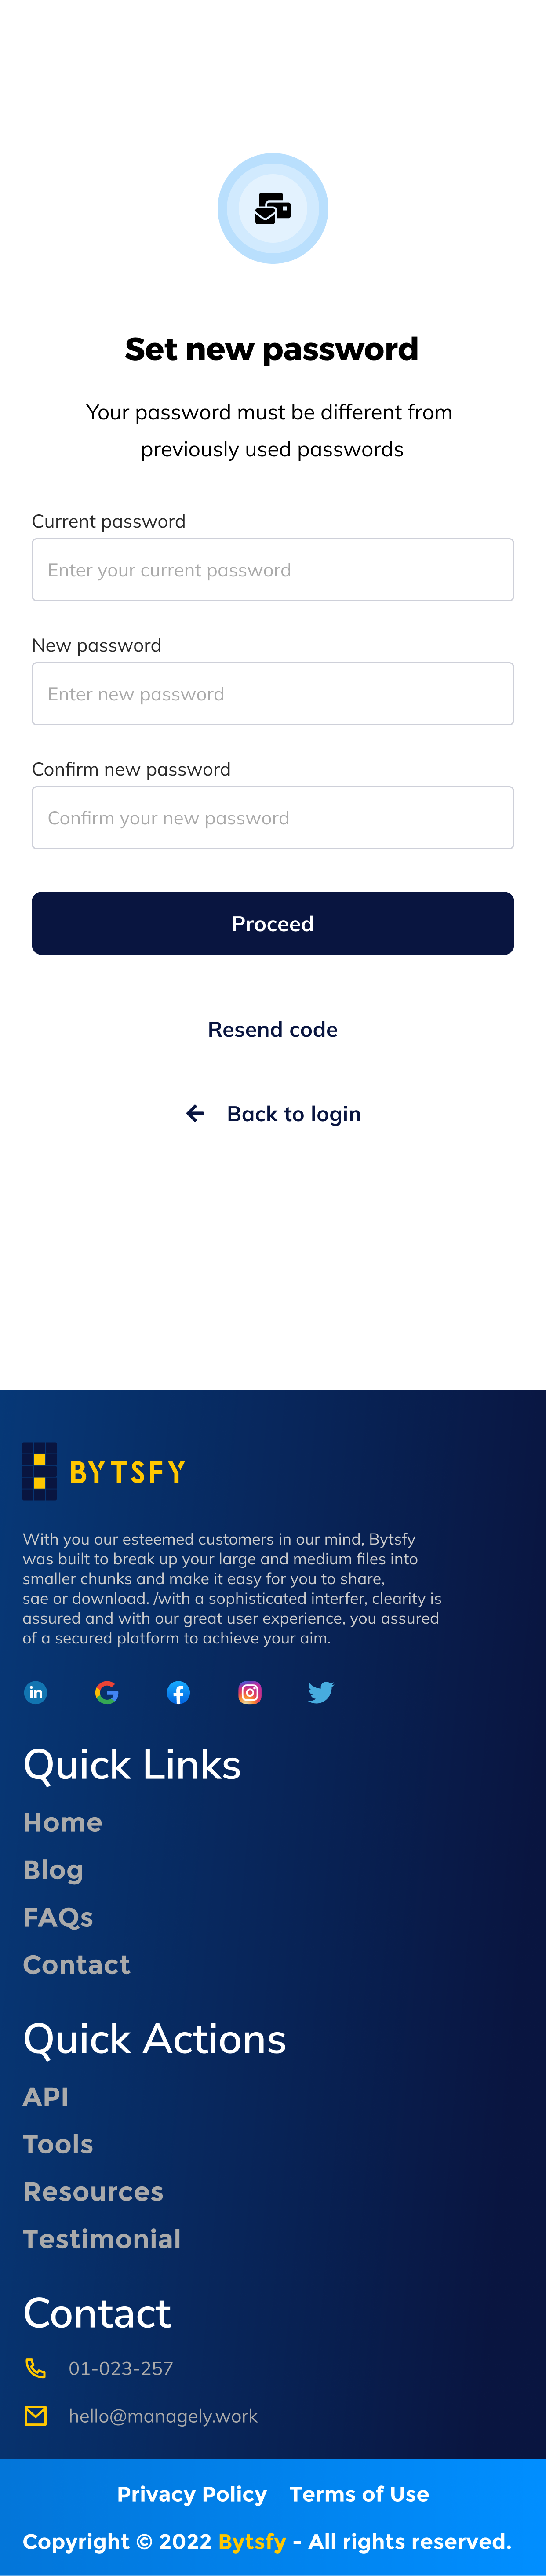 Set new password
Your password must be different from
previously used passwords
Current password
Enter your current password
New password
Enter new password
Confirm new password
Confirm your new password
Proceed
Resend code
Back to login
BYTSFY
With you our esteemed customers in our mind, Bytsfy
was built to break up your large and medium files into
smaller chunks and make it easy for you to share,
sae or download. /with a sophisticated interfer, clearity is
assured and with our great user experience, you assured
of a secured platform to achieve your aim.
Quick Links
Home
Blog
FAQs
Contact
Quick Actions
API
Tools
Resources
Testimonial
Contact
01-023-257
hello@managely.work
Privacy Policy Terms of Use
Copyright © 2022 Bytsfy - All rights reserved.